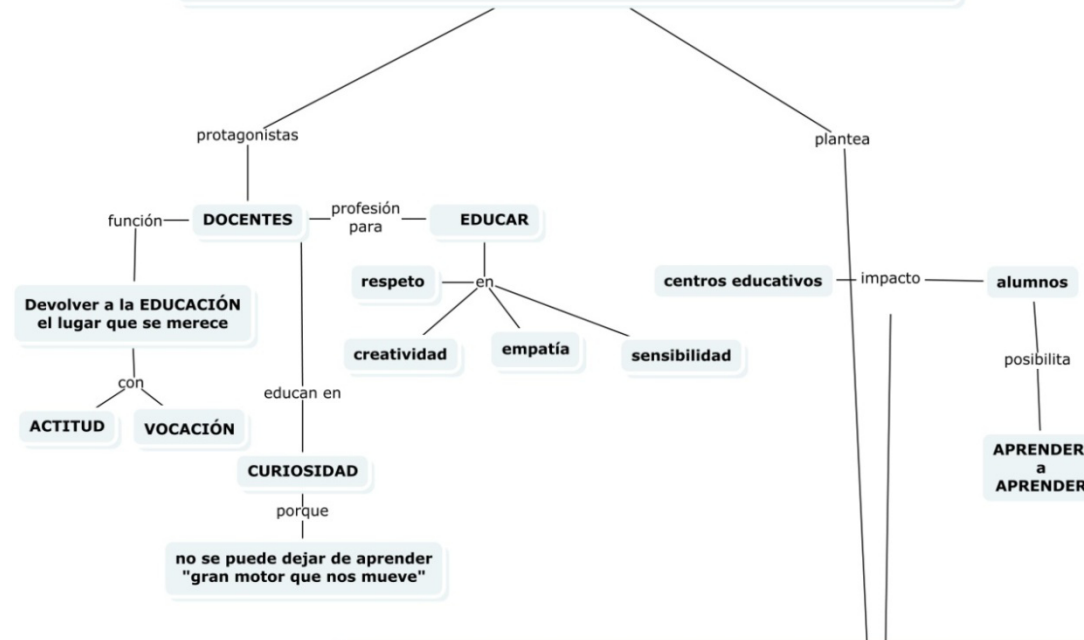 protagonistas
plantea
función
DOCENTES
profesión
para
EDUCAR
Devolver a la EDUCACIÓN
el lugar que se merece
respeto
en
centros educativos
impacto
alumnos
creatividad
empatía
sensibilidad
posibilita
con
educan en
ACTITUD
VOCACIÓN
CURIOSIDAD
APRENDER
a
APRENDER
porque
no se puede dejar de aprender
"gran motor que nos mueve"